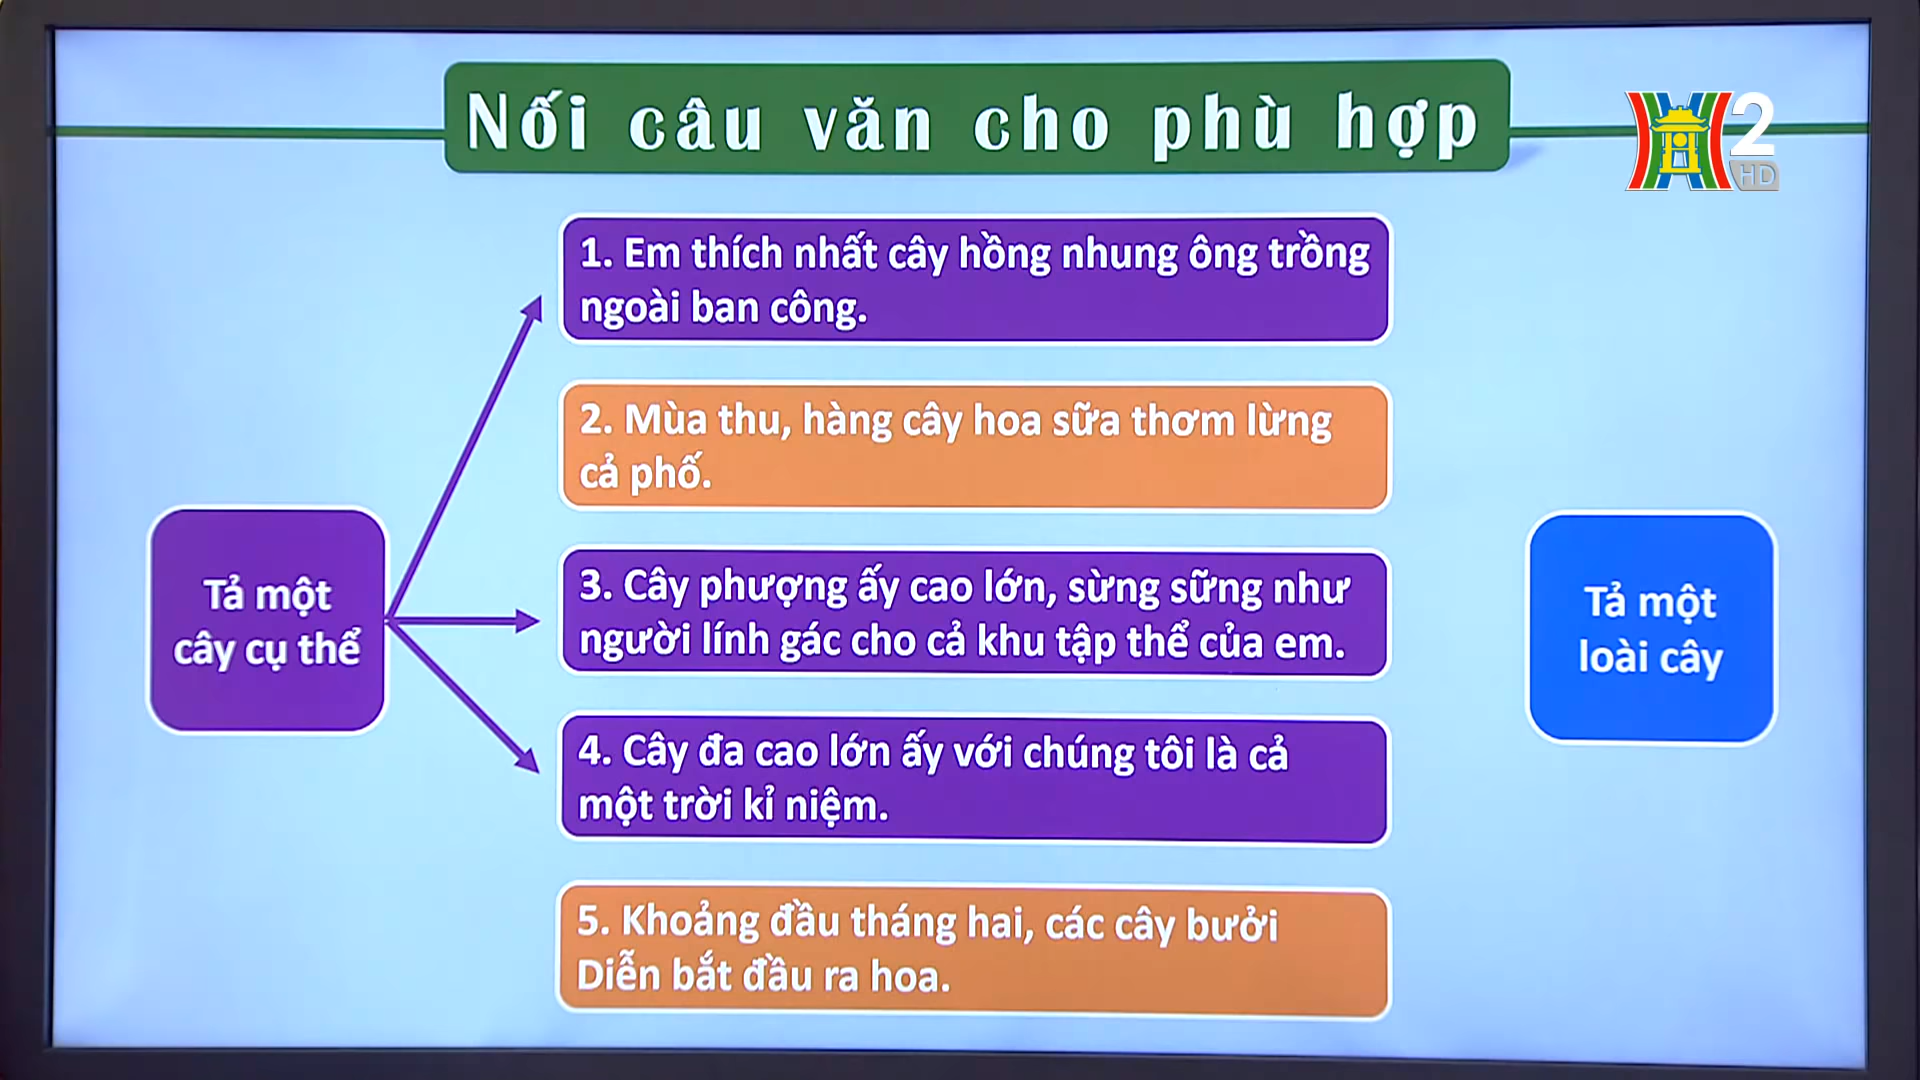 Nối câu văn cho phù hợp
2
HD
1. Em thích nhất cây hồng nhung ông trồng
ngoài ban công.
2. Mùa thu, hàng cây hoa sữa thơm lừng
cả phố.
Tả một
cây cụ thể
3. Cây phượng ấy cao lớn, sừng sững như
người lính gác cho cả khu tập thể của em.
Tả một
loài cây
4. Cây đa cao lớn ấy với chúng tôi là cả
một trời kỉ niệm.
5. Khoảng đầu tháng hai, các cây bưởi
Diễn bắt đầu ra hoa.